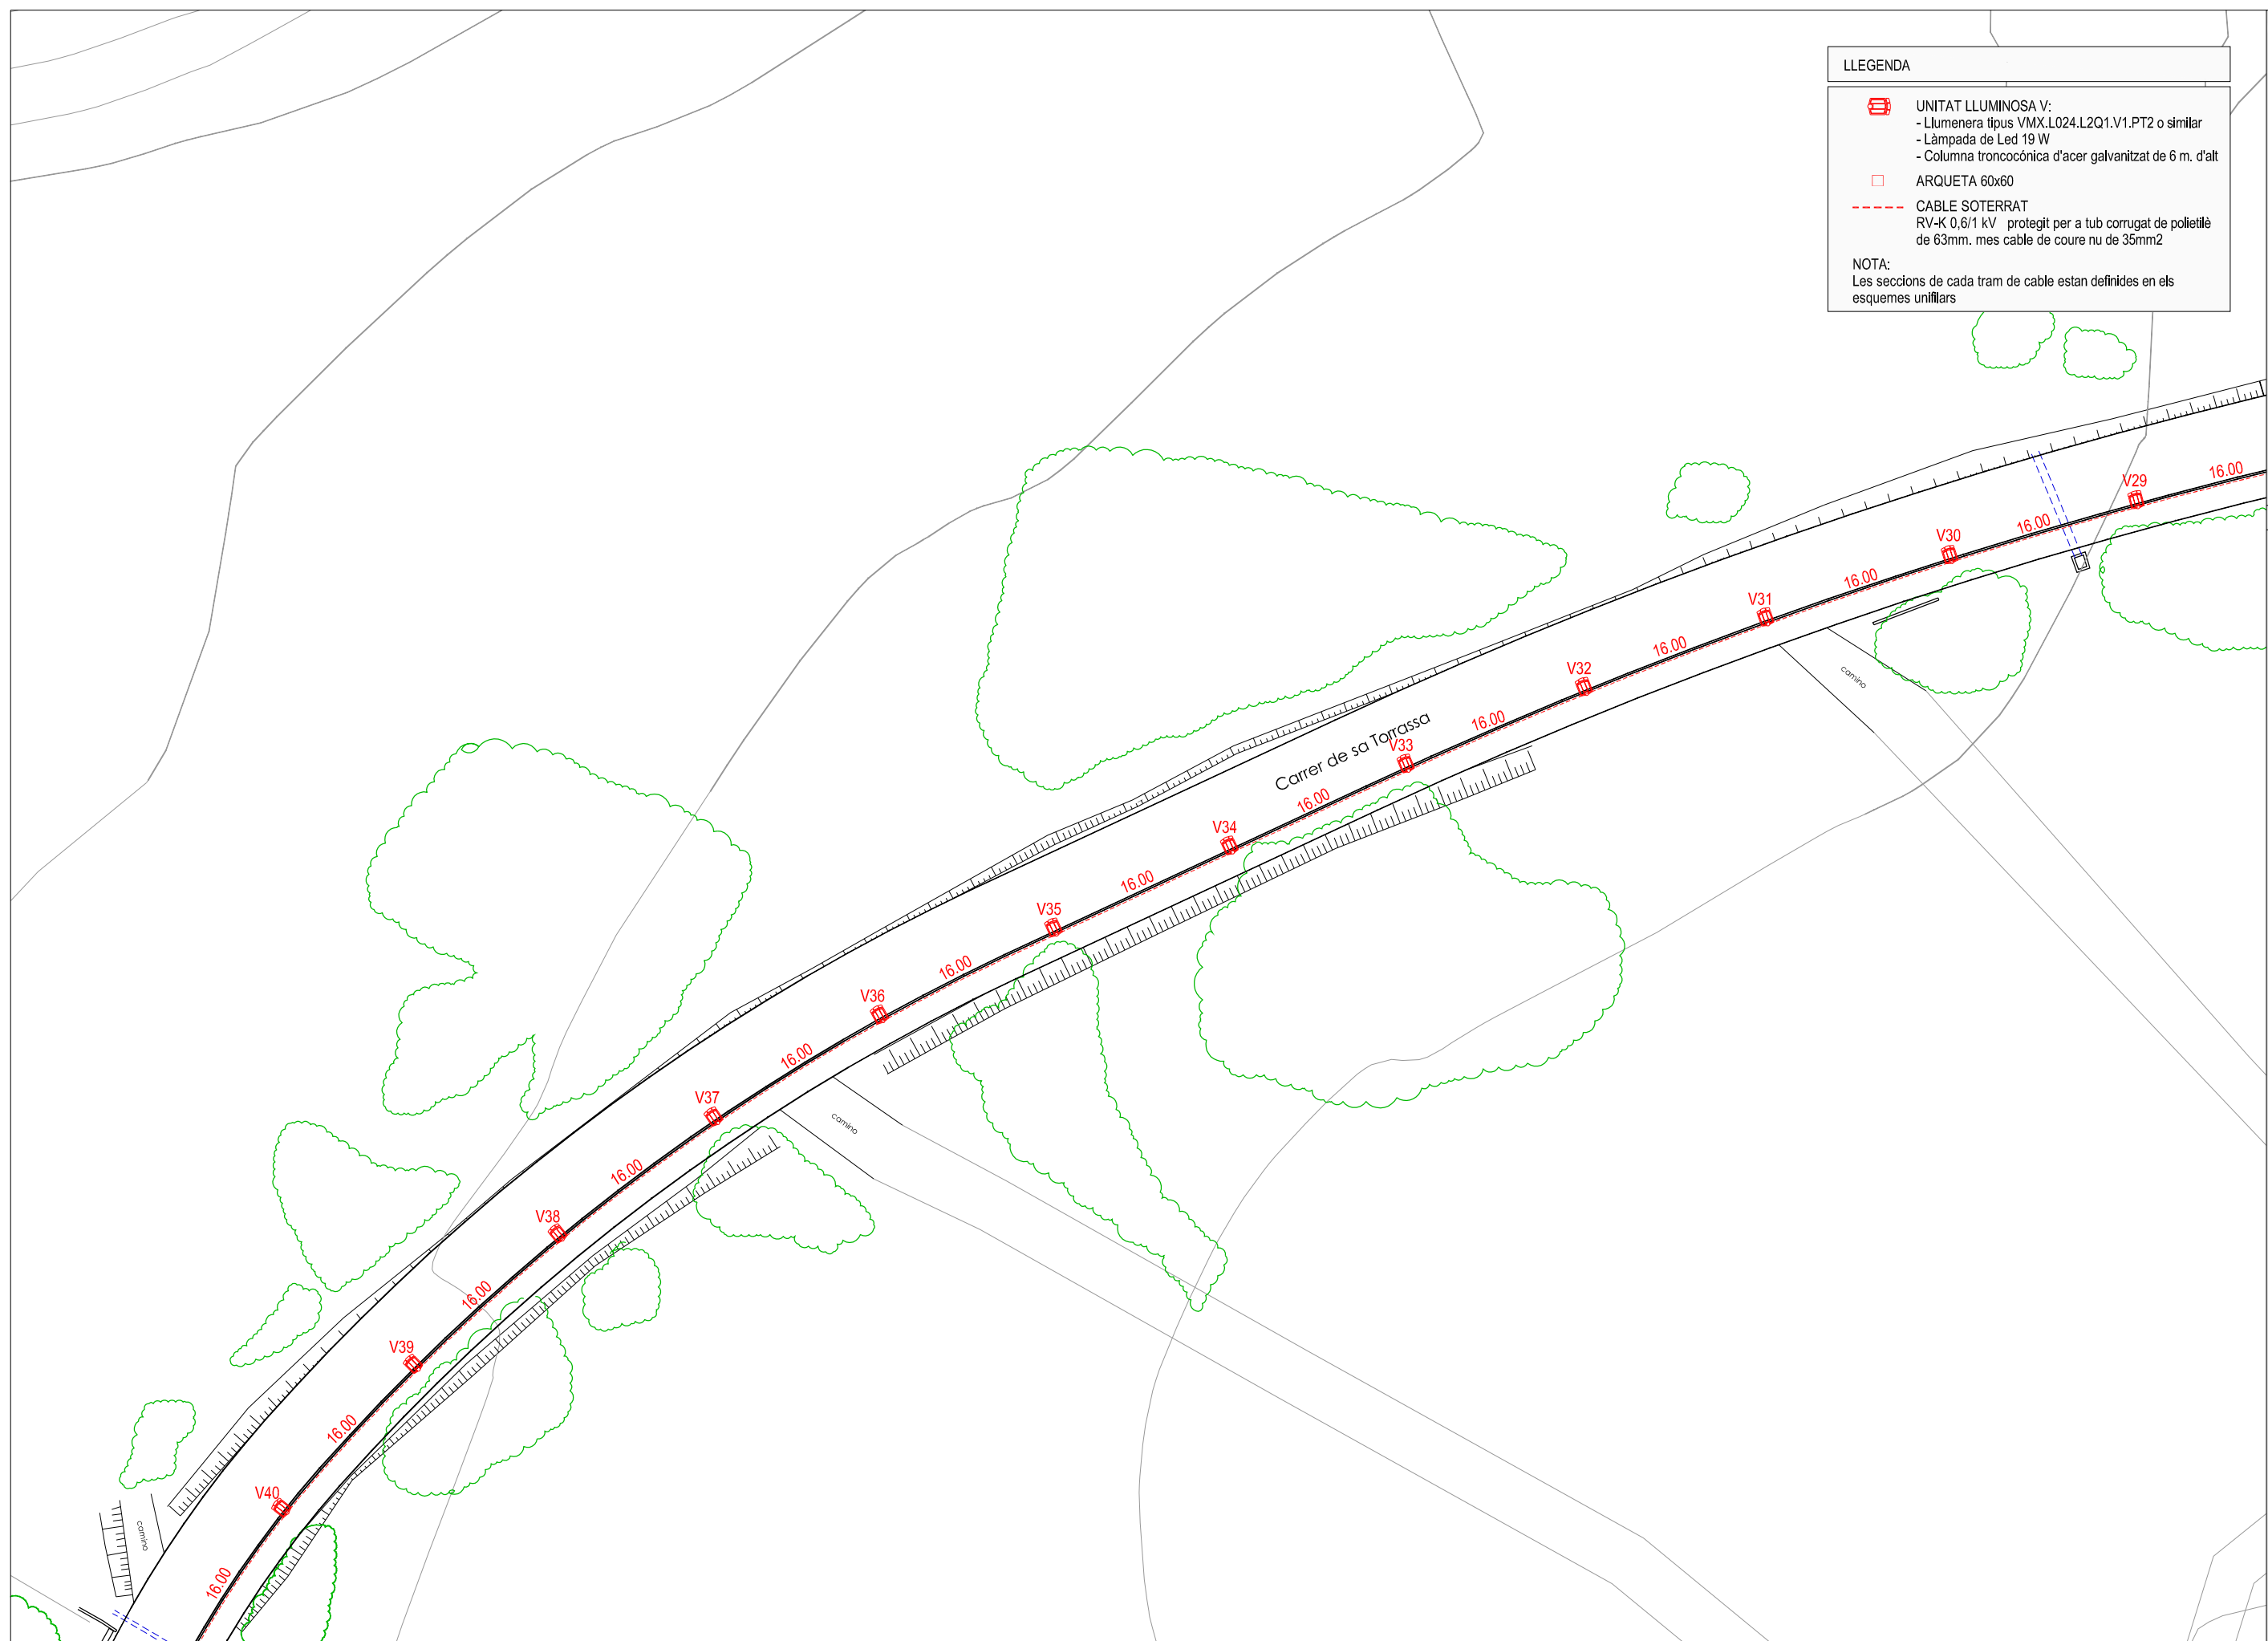 LLEGENDA
UNITAT LLUMINOSA V:
- Llumenera tipus VMX.L024.L2Q1.V1.PT2 o similar
- Làmpada de Led 19 W
- Columna troncocónica d'acer galvanitzat de 6 m. d'alt
ARQUETA 60x60
CABLE SOTERRAT
RV-K 0,6/1 kV protegit per a tub corrugat de polietilè
de 63mm. mes cable de coure nu de 35mm2
NOTA:
Les seccions de cada tram de cable estan definides en els
esquemes unifilars
16.00
V29
16.00
V30
16.00
V31
16.00
V32
camino
16.00
Carrer de sa Torrassa
V33
16.00
V34
16.00
V35
16.00
V36
16.00
V37
camino
16.00
V38
16.00
V39
16.00
V40
camino
16.00